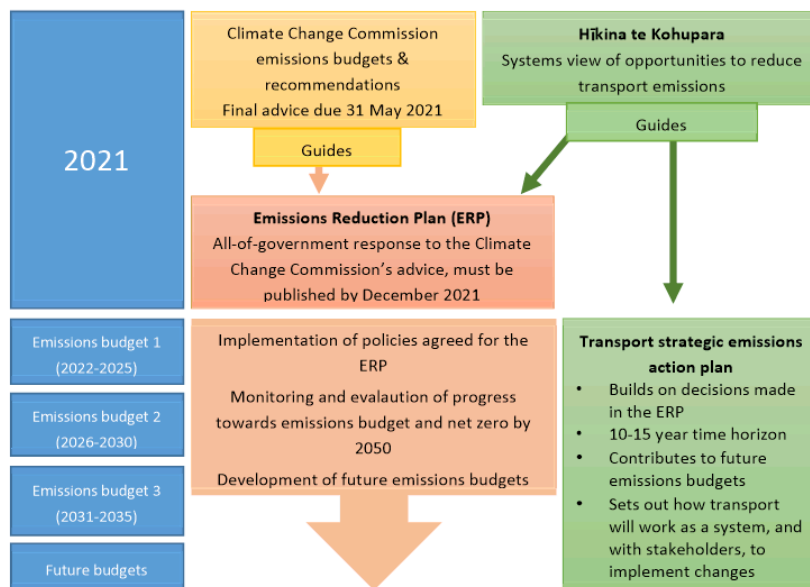 2021
Climate Change Commission
emissions budgets &
recommendations
Final advice due 31 May 2021
Guides
Hīkina te Kohupara
Systems view of opportunities to reduce
transport emissions
Guides
Emissions Reduction Plan (ERP)
All-of-government response to the Climate
Change Commission's advice, must be
published by December 2021
Emissions budget 1
(2022-2025)
Emissions budget 2
(2026-2030)
Emissions budget 3
(2031-2035)
Future budgets
Implementation of policies agreed for the
ERP
Monitoring and evalaution of progress
towards emissions budget and net zero by
2050
Development of future emissions budgets
Transport strategic emissions
action plan
• Builds on decisions made
in the ERP
• 10-15 year time horizon
• Contributes to future
emissions budgets
• Sets out how transport
will work as a system, and
with stakeholders, to
implement changes